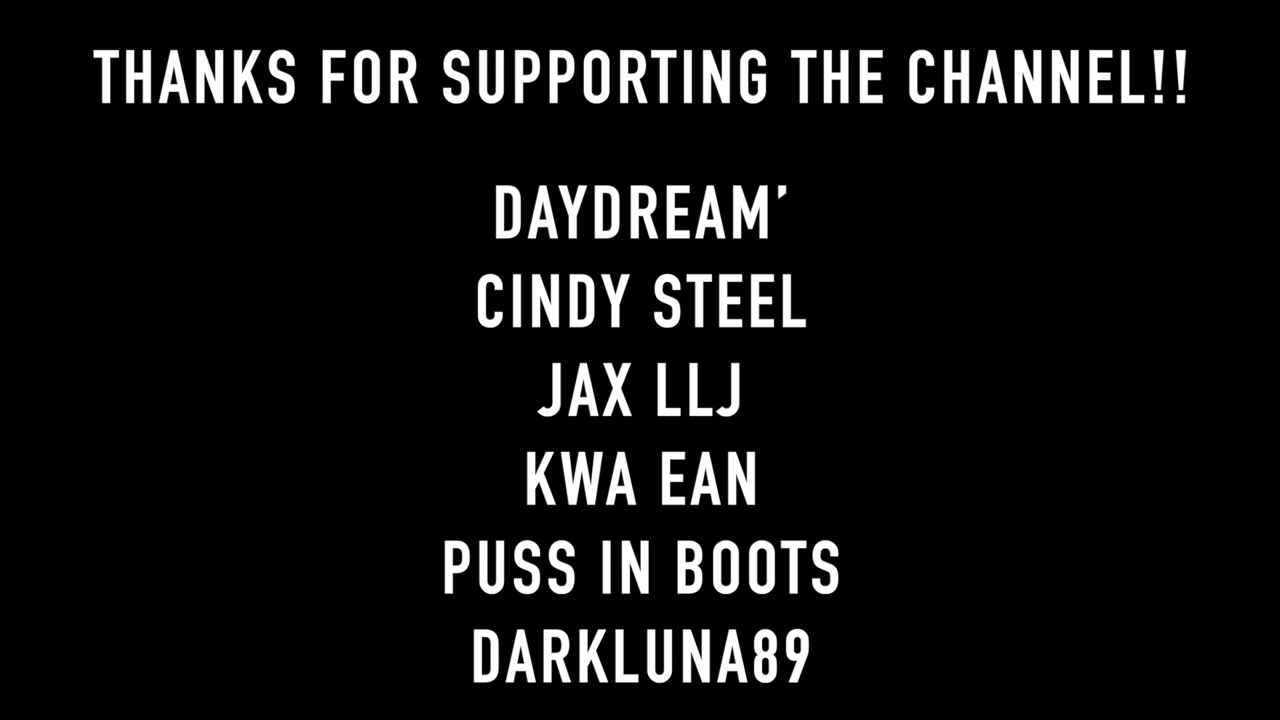 THANKS FOR SUPPORTING THE CHANNEL!!
DAYDREAM’
CINDY STEEL
JAX LLJ
KWA EAN
PUSS IN BOOTS
DARKLUNA89